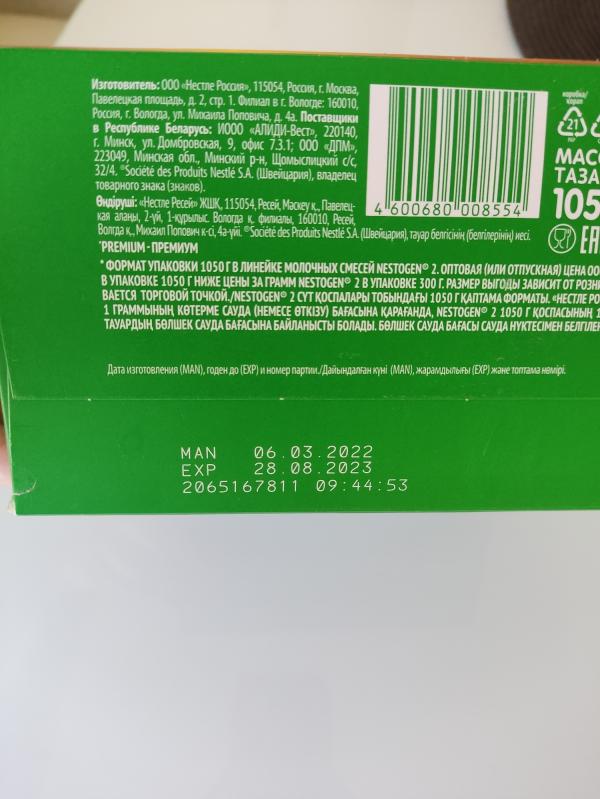 Изготовитель: ООО «Нестле Россия», 115054, Россия, г. Москва,
Павелецкая площадь, д. 2, стр. 1. Филиал в г. Вологде: 160010,
Россия, г. Вологда, ул. Михаила Поповича, д. 4а. Поставщики
в Республике Беларусь: ИООО «АЛИДИ-Вест», 220140,
г. Минск, ул. Домбровская, 9, офис 7.3.1; ООО «ДПМ»,
223049, Минская обл., Минский р-н, Щомыслицкий с/с,
32/4. ®Société des Produits Nestlé S.A. (Швейцария), владелец
товарного знака (знаков).
Өндіруші: «Нестле Ресей» ЖШҚ, 115054, Ресей, Мәскеу қ., Павелец-
кая алаңы, 2-үйі, 1-құрылыс. Вологда қ. филиалы, 160010, Ресей,
Вологда қ., Михаил Попович к-сі, 4а-үйі. ®Société des Produits Nestlé S.A. (Швейцария), тауар белгісінің (белгілерінің) иесі.
*PREMIUM - ПРЕМИУМ
* ФОРМАТ УПАКОВКИ 1050 Г В ЛИНЕЙКЕ МОЛОЧНЫХ СМЕСЕЙ NESTOGEN® 2. ОПТОВАЯ (ИЛИ ОТПУСКНАЯ) ЦЕНА ООО
В УПАКОВКЕ 1050 Г НИЖЕ ЦЕНЫ ЗА ГРАММ NESTOGEN® 2 В УПАКОВКЕ 300 Г. РАЗМЕР ВЫГОДЫ ЗАВИСИТ ОТ
ВАЕТСЯ ТОРГОВОЙ ТОЧКОЙ./NESTOGEN® 2 СҮТ ҚОСПАЛАРЫ ТОБЫНДАҒЫ 1050 Г ҚАПТАМА ФОРМАТЫ. «НЕСТЛЕ
1 ГРАММЫНЫҢ КӨТЕРМЕ САУДА (НЕМЕСЕ ӨТКІЗУ) БАҒАСЫНА ҚАРАҒАНДА, NESTOGEN® 2 1050 Г ҚОСПАСЫНЫҢ 1
ТАУАРДЫҢ БӨЛШЕК САУДА БАҒАСЫНА БАЙЛАНЫСТЫ БОЛАДЫ. БӨЛШЕК САУДА БАҒАСЫ САУДА НҮКТЕСІМЕН
4 600680 008554
коробка/
қорап
21
МАСС
ТАЗА
105
Дата изготовления (MAN), годен до (EXP) и номер партии./Дайындалған күні (MAN), жарамдылығы (EXP) және топтама нөмірі.
MAN 06.03.2022
EXP 28.08.2023
2065167811 09:44:53